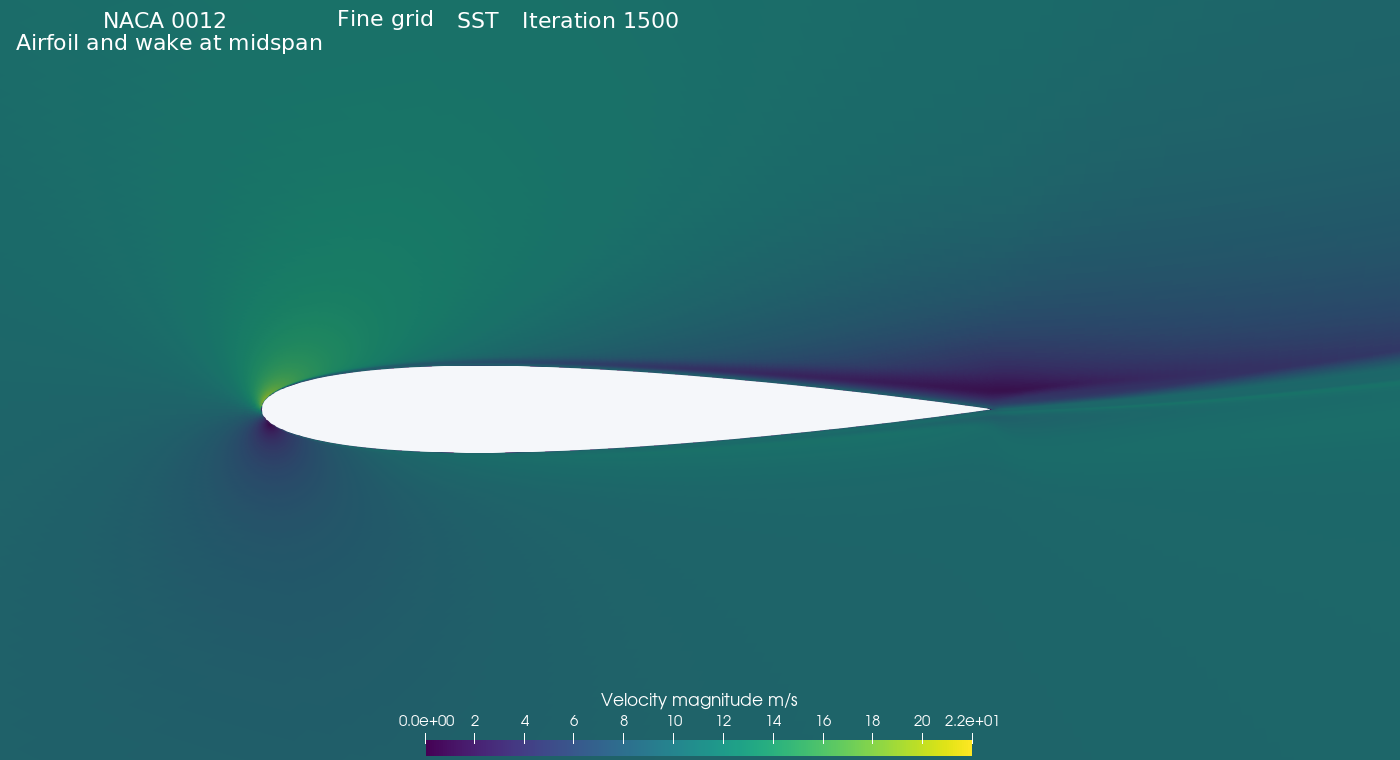 NACA 0012 Fine grid SST Iteration 1500
Airfoil and wake at midspan
Velocity magnitude m/s
0.0e+00 2 4 6 8 10 12 14 16 18 20 2.2e+01